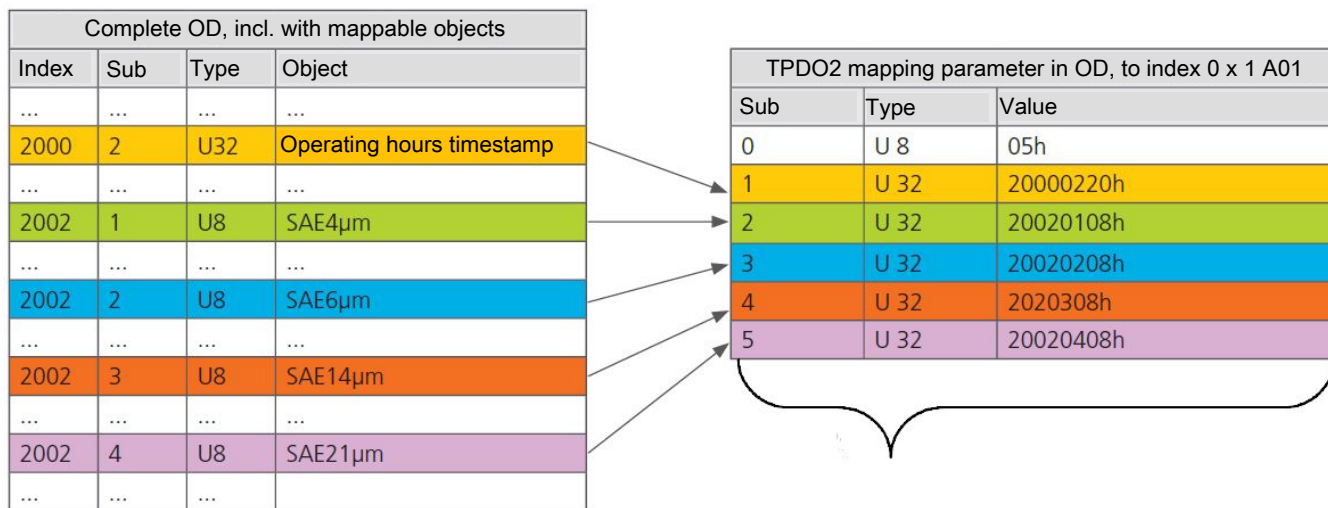 Complete OD, incl. with mappable objects
Index Sub Type Object
... ... ... ...
2000 2 U32 Operating hours timestamp
... ... ... ...
2002 1 U8 SAE4µm
... ... ... ...
2002 2 U8 SAE6µm
... ... ... ...
2002 3 U8 SAE14µm
... ... ... ...
2002 4 U8 SAE21µm
... ... ...
TPDO2 mapping parameter in OD, to index 0 x 1 A01
Sub Type Value
0 U 8 05h
1 U 32 20000220h
2 U 32 20020108h
3 U 32 20020208h
4 U 32 2020308h
5 U 32 20020408h